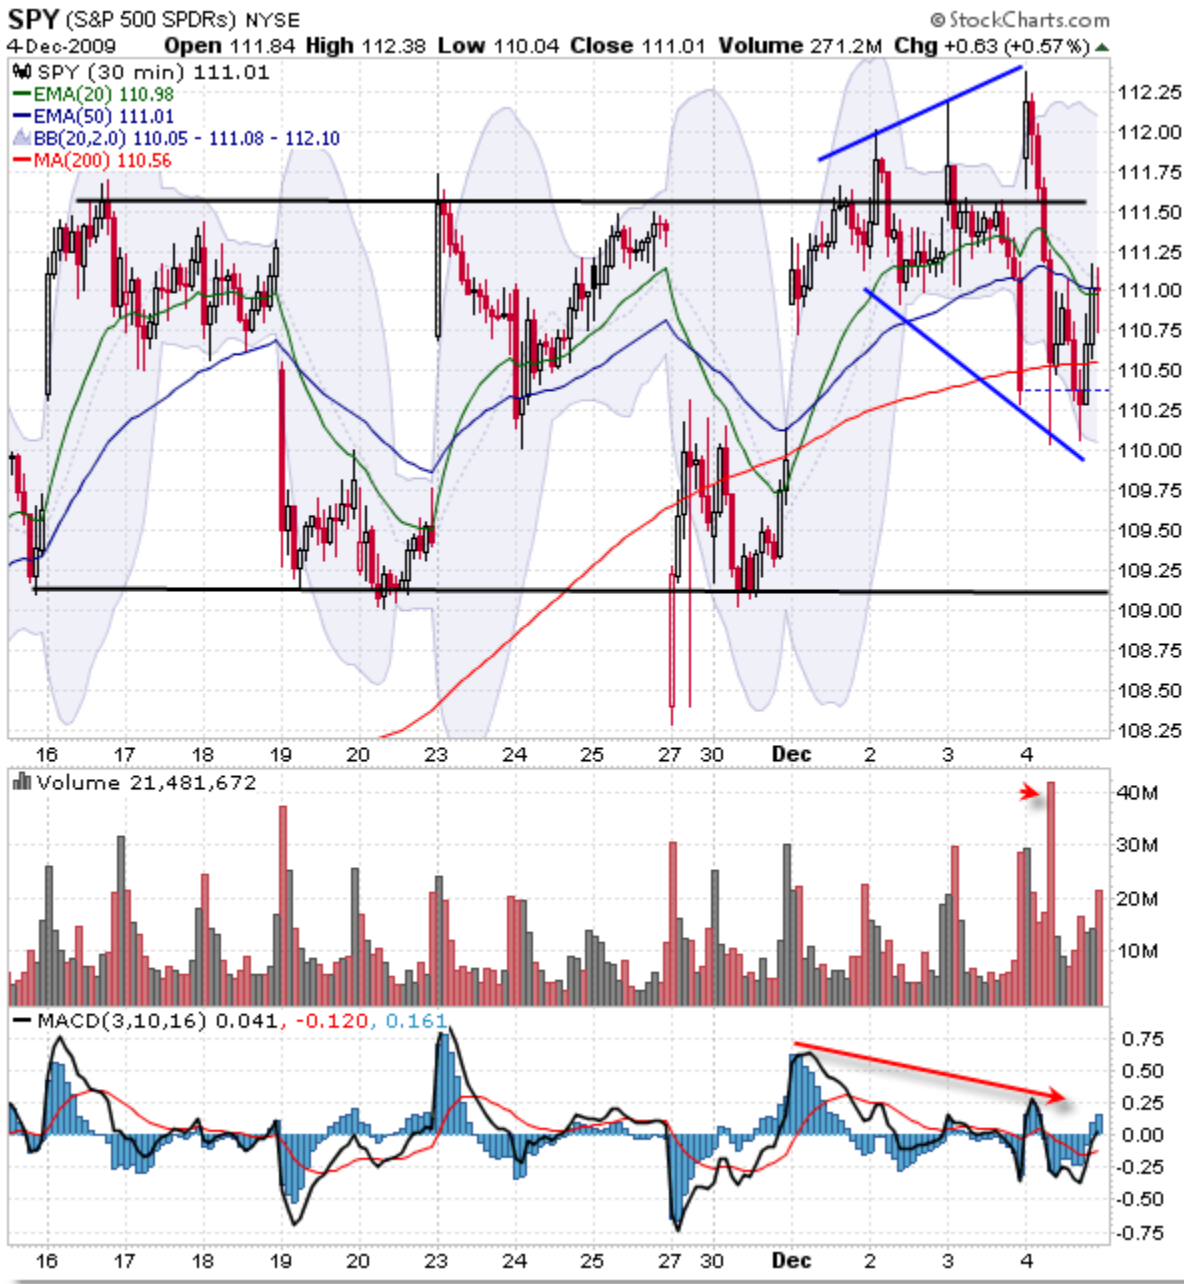 SPY (S&P 500 SPDRs) NYSE © StockCharts.com
4-Dec-2009 Open 111.84 High 112.38 Low 110.04 Close 111.01 Volume 271.2M Chg +0.63 (+0.57%)
SPY (30 min) 111.01
EMA(20) 110.98
EMA(50) 111.01
BB(20,2.0) 110.05 - 111.08 - 112.10
MA(200) 110.56
112.25
112.00
111.75
111.50
111.25
111.00
110.75
110.50
110.25
110.00
109.75
109.50
109.25
109.00
108.75
108.50
108.25
16 17 18 19 20 23 24 25 27 30 Dec 2 3 4
Volume 21,481,672
40M
30M
20M
10M
MACD(3,10,16) 0.041, -0.120, 0.161
0.75
0.50
0.25
0.00
-0.25
-0.50
-0.75
16 17 18 19 20 23 24 25 27 30 Dec 2 3 4